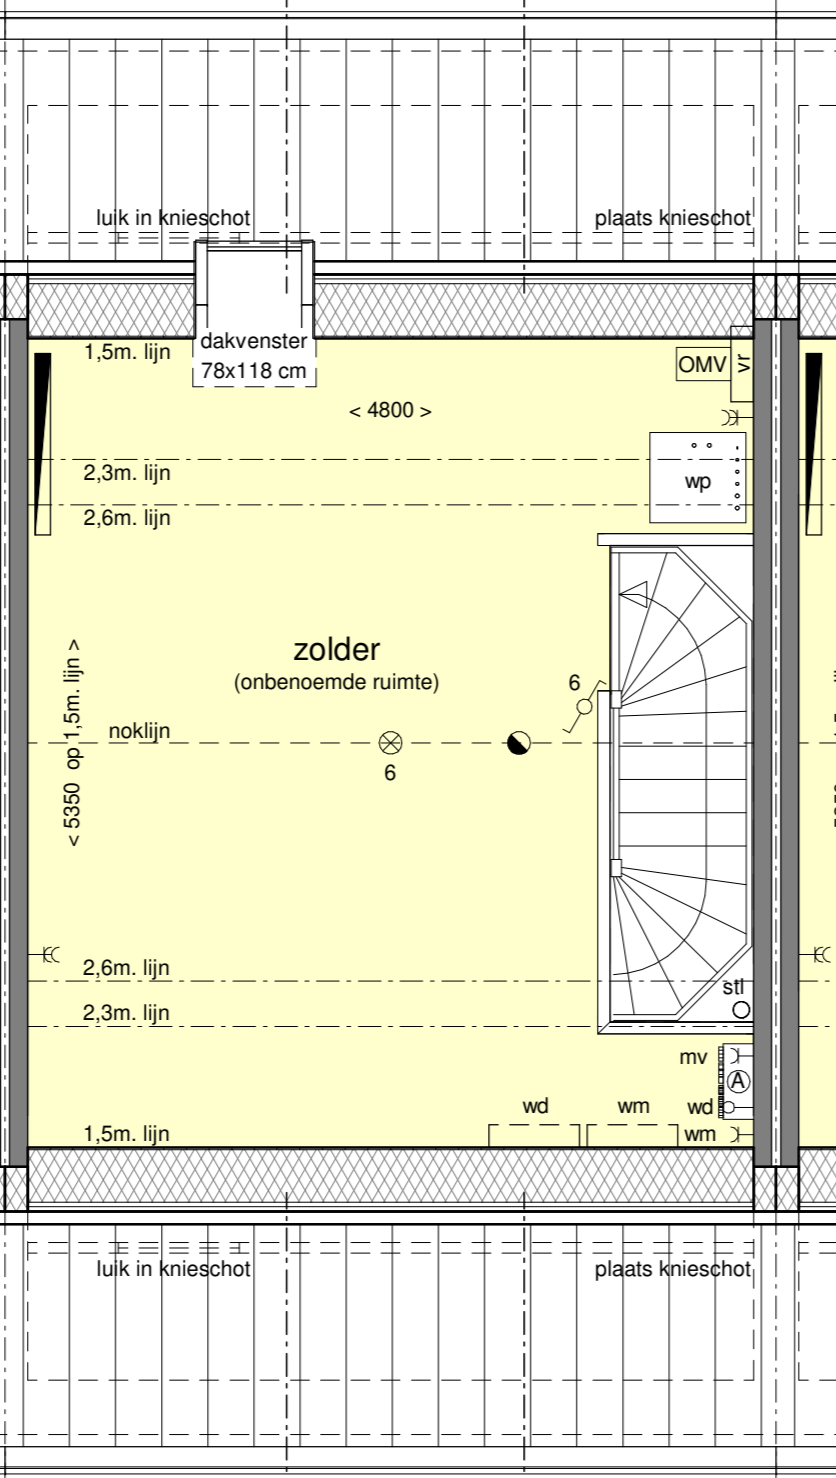 luik in knieschot
plaats knieschot
1,5m. lijn
dakvenster
78x118 cm
OMV
vr
< 4800 >
2,3m. lijn
wp
2,6m. lijn
zolder
(onbenoemde ruimte)
6
< 5350 op 1,5m. lijn >
noklijn
6
2,6m. lijn
stl
2,3m. lijn
mv
A
wd
wm
wd
1,5m. lijn
wm
luik in knieschot
plaats knieschot